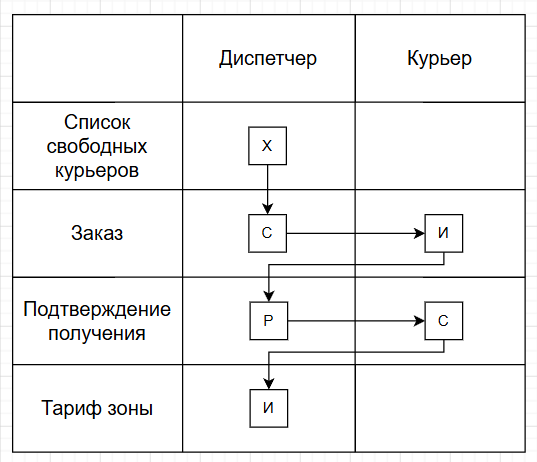 Диспетчер
Курьер
Список
свободных
курьеров
Х
Заказ
С
И
Подтверждение
получения
Р
С
Тариф зоны
И